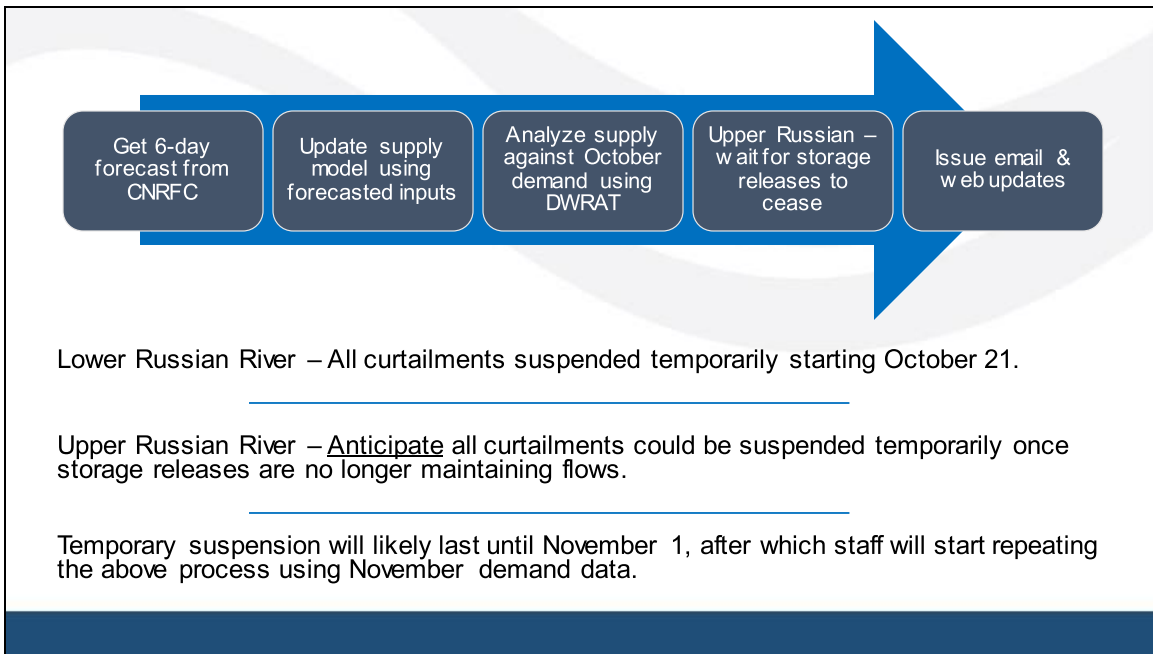 Get 6-day
forecast from
CNRFC
Update supply
model using
forecasted inputs
Analyze supply
against October
demand using
DWRAT
Upper Russian –
wait for storage
releases to
cease
Issue email &
web updates
Lower Russian River – All curtailments suspended temporarily starting October 21.
Upper Russian River – Anticipate all curtailments could be suspended temporarily once
storage releases are no longer maintaining flows.
Temporary suspension will likely last until November 1, after which staff will start repeating
the above process using November demand data.